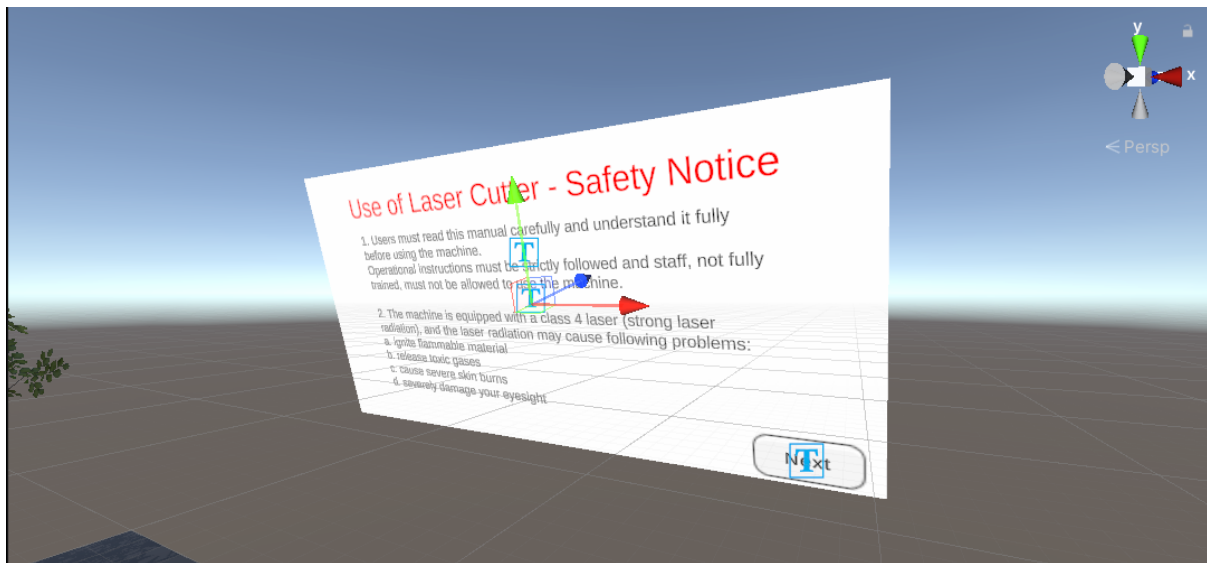 y
x
Persp
Use of Laser Cutter - Safety Notice
1. Users must read this manual carefully and understand it fully
before using the machine.
Operational instructions must be strictly followed and staff, not fully
trained, must not be allowed to use the machine.
2. The machine is equipped with a class 4 laser (strong laser
radiation), and the laser radiation may cause following problems:
a. ignite flammable material
b. release toxic gases
c. cause severe skin burns
d. severely damage your eyesight
T
T
Next
T